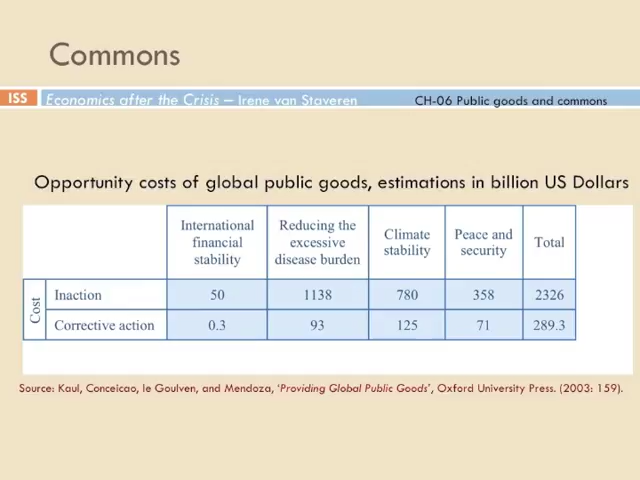 Commons
ISS Economics after the Crisis – Irene van Staveren CH-06 Public goods and commons
Opportunity costs of global public goods, estimations in billion US Dollars
International financial stability Reducing the excessive disease burden Climate stability Peace and security Total
Cost
Inaction 50 1138 780 358 2326
Corrective action 0.3 93 125 71 289.3
Source: Kaul, Conceicao, le Goulven, and Mendoza, ‘Providing Global Public Goods’, Oxford University Press. (2003: 159).